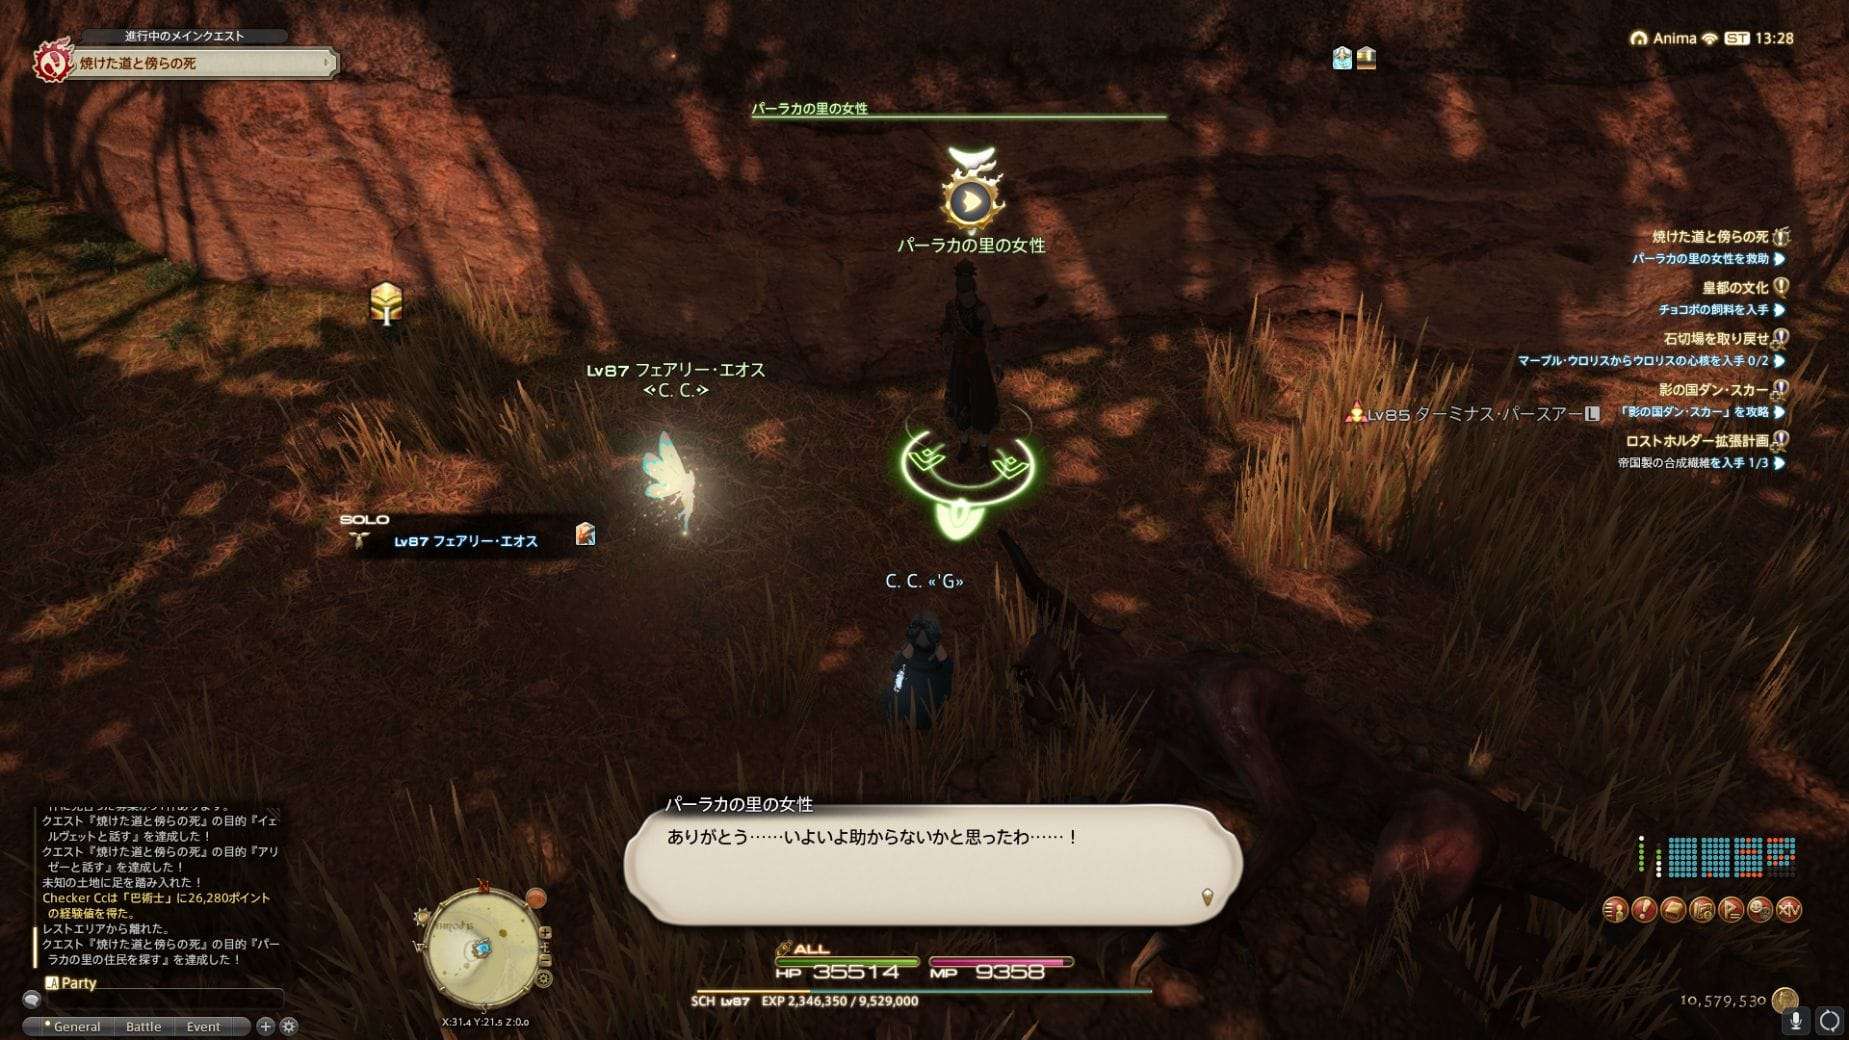 進行中のメインクエスト
焼けた道と傍らの死
Anima ST 13:28
パーラカの里の女性
パーラカの里の女性
焼けた道と傍らの死
パーラカの里の女性を救助
皇都の文化
チョコボの飼料を入手
石切場を取り戻せ
マーブル・ウロリスからウロリスの心核を入手 0/2
影の国ダン・スカー
「影の国ダン・スカー」を攻略
ロストホルダー拡張計画
帝国製の合成繊維を入手 1/3
Lv85 ターミナス・パースアー L
Lv87 フェアリー・エオス
«C. C.»
SOLO
Lv87 フェアリー・エオス
C. C. «'G»
パーラカの里の女性
ありがとう……いよいよ助からないかと思ったわ……！
クエスト『焼けた道と傍らの死』の目的『イェ
ルヴェットと話す』を達成した！
クエスト『焼けた道と傍らの死』の目的『アリ
ゼーと話す』を達成した！
未知の土地に足を踏み入れた！
Checker Ccは「巴術士」に26,280ポイント
の経験値を得た。
レストエリアから離れた。
クエスト『焼けた道と傍らの死』の目的『パー
ラカの里の住民を探す』を達成した！
Party
General Battle Event
X:31.4 Y:21.5 Z:0.0
ALL
HP 35514 MP 9358
SCH Lv87 EXP 2,346,350 / 9,529,000
10,579,530